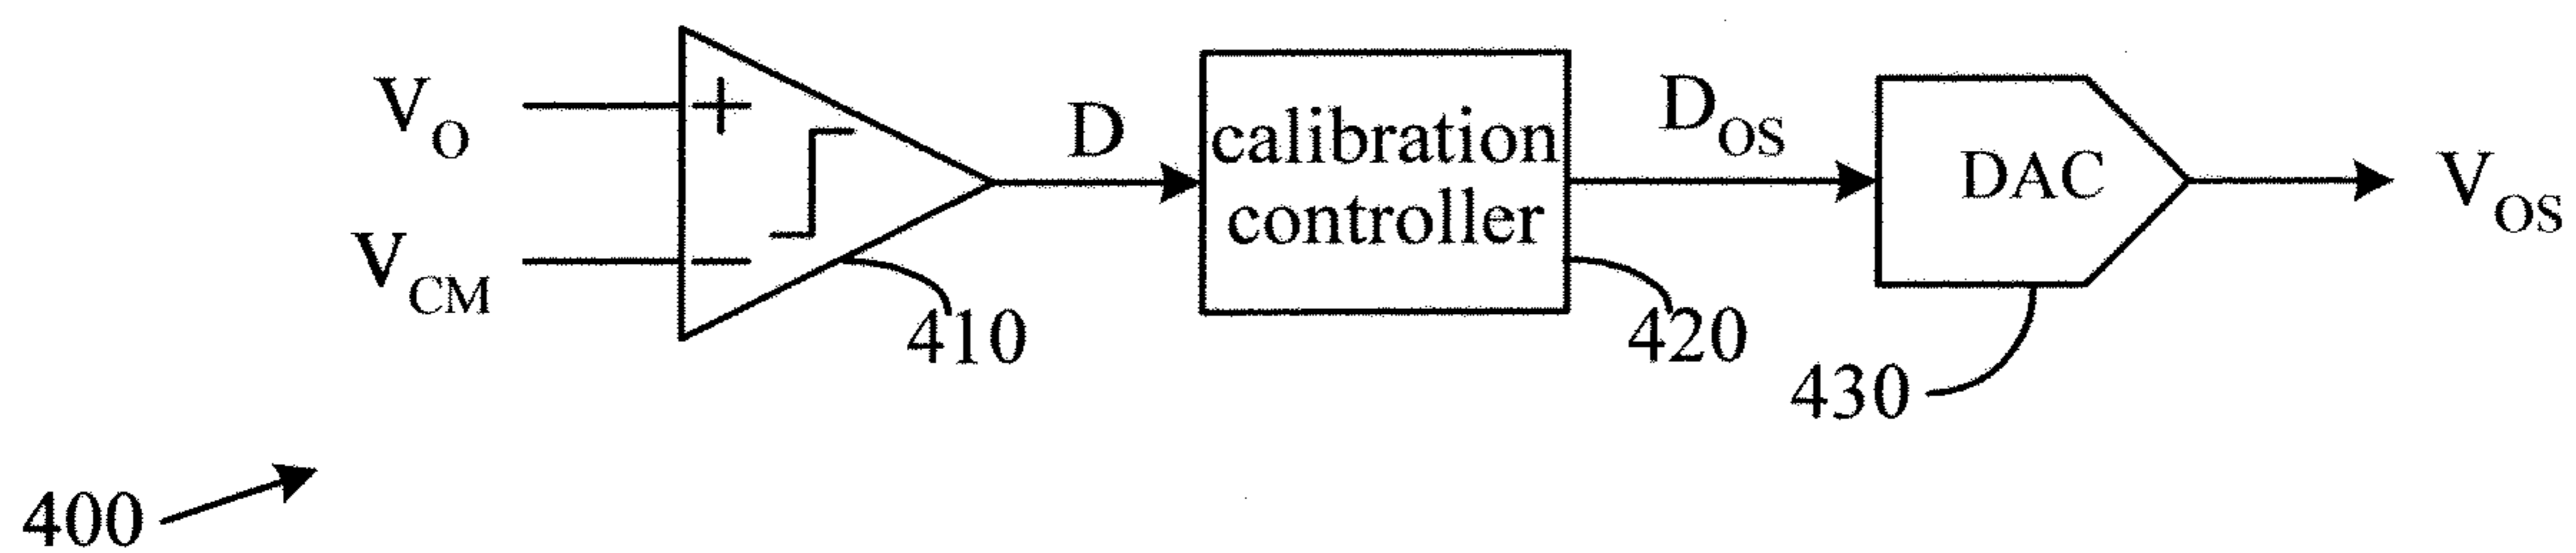 V_O
V_CM
+
−
D
calibration
controller
D_OS
DAC
V_OS
410
420
430
400